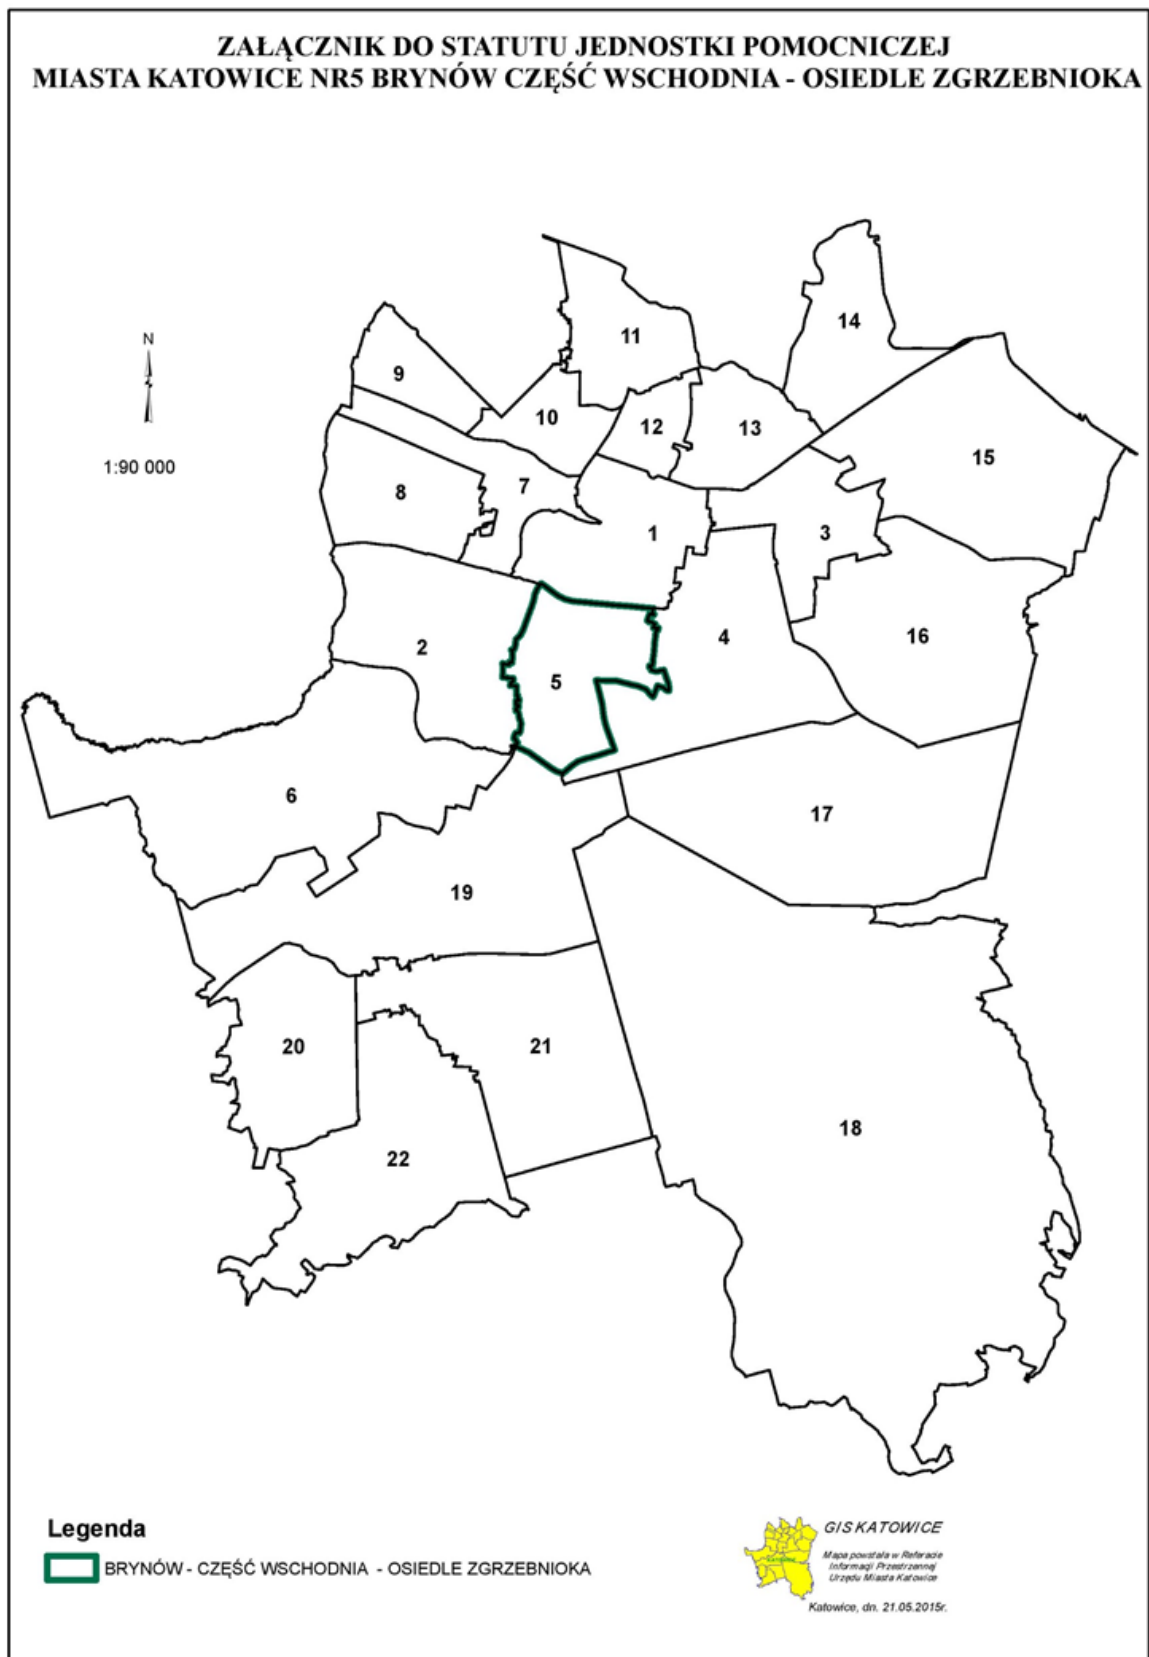 ZAŁĄCZNIK DO STATUTU JEDNOSTKI POMOCNICZEJ
MIASTA KATOWICE NR5 BRYNÓW CZĘŚĆ WSCHODNIA - OSIEDLE ZGRZEBNIOKA
14
11
N
9
10
12
13
15
1:90 000
8
7
1
3
2
4
16
5
6
17
19
20
21
18
22
Legenda
BRYNÓW - CZĘŚĆ WSCHODNIA - OSIEDLE ZGRZEBNIOKA
GIS KATOWICE
Mapa powstała w Referacie
Informacji Przestrzennej
Urzędu Miasta Katowice
Katowice, dn. 21.05.2015r.